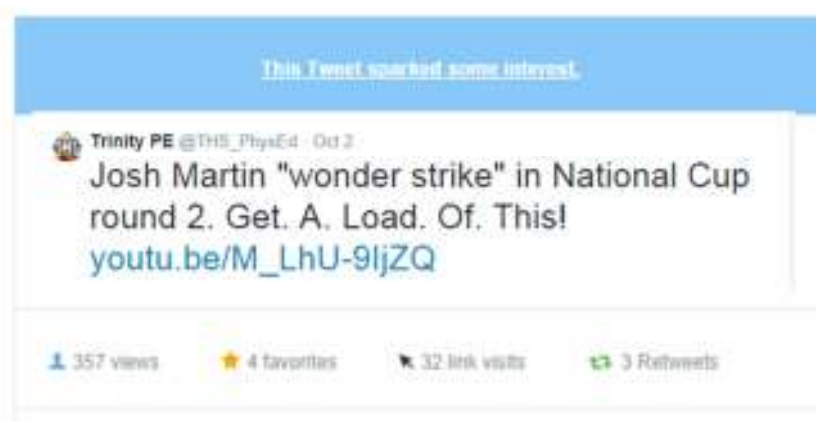 This Tweet sparked some interest.
Trinity PE @THS_PhysEd · Oct 2
Josh Martin "wonder strike" in National Cup
round 2. Get. A. Load. Of. This!
youtu.be/M_LhU-9IjZQ
357 views 4 favorites 32 link visits 3 Retweets